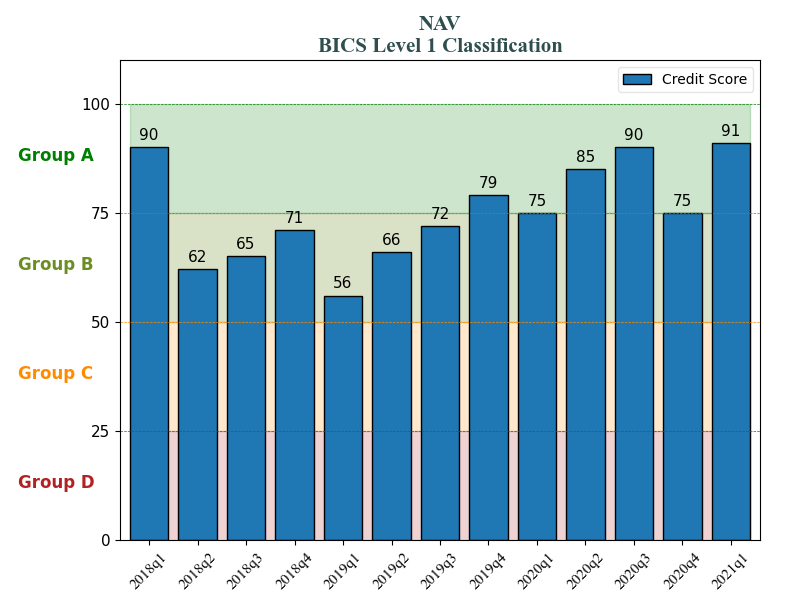 NAV
BICS Level 1 Classification
Credit Score
100
75
50
25
0
Group A
Group B
Group C
Group D
90
62
65
71
56
66
72
79
75
85
90
75
91
2018q1
2018q2
2018q3
2018q4
2019q1
2019q2
2019q3
2019q4
2020q1
2020q2
2020q3
2020q4
2021q1